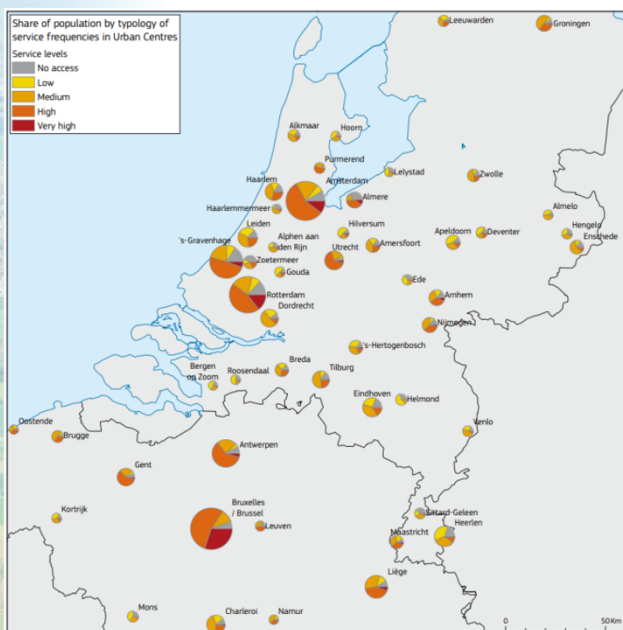 Share of population by typology of
service frequencies in Urban Centres
Service levels
No access
Low
Medium
High
Very high
Leeuwarden
Groningen
Alkmaar
Hoorn
Purmerend
Amsterdam
Lelystad
Zwolle
Haarlem
Almere
Haarlemmermeer
Almelo
Leiden
Hilversum
Apeldoorn
Deventer
Hengelo
Alphen aan
den Rijn
Amersfoort
Enschede
's-Gravenhage
Utrecht
Zoetermeer
Gouda
Ede
Rotterdam
Arnhem
Dordrecht
Nijmegen
's-Hertogenbosch
Breda
Bergen
op Zoom
Roosendaal
Tilburg
Eindhoven
Helmond
Oostende
Brugge
Venlo
Antwerpen
Gent
Bruxelles
/ Brussel
Kortrijk
Leuven
Sittard-Geleen
Heerlen
Maastricht
Liège
Mons
Charleroi
Namur
0 50 Km